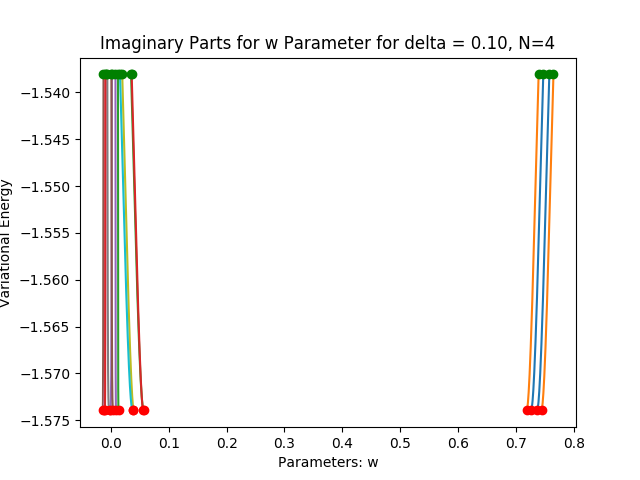 Imaginary Parts for w Parameter for delta = 0.10, N=4
Variational Energy
−1.540
−1.545
−1.550
−1.555
−1.560
−1.565
−1.570
−1.575
0.0 0.1 0.2 0.3 0.4 0.5 0.6 0.7 0.8
Parameters: w